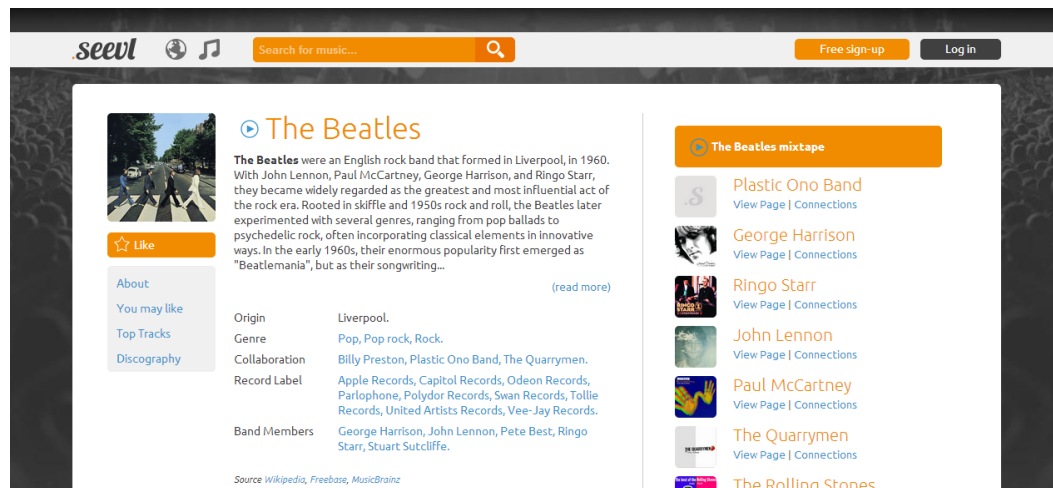 .seevl
Search for music...
Free sign-up
Log in
The Beatles
The Beatles were an English rock band that formed in Liverpool, in 1960.
With John Lennon, Paul McCartney, George Harrison, and Ringo Starr,
they became widely regarded as the greatest and most influential act of
the rock era. Rooted in skiffle and 1950s rock and roll, the Beatles later
experimented with several genres, ranging from pop ballads to
psychedelic rock, often incorporating classical elements in innovative
ways. In the early 1960s, their enormous popularity first emerged as
"Beatlemania", but as their songwriting...
(read more)
Like
About
You may like
Top Tracks
Discography
Origin Liverpool.
Genre Pop, Pop rock, Rock.
Collaboration Billy Preston, Plastic Ono Band, The Quarrymen.
Record Label Apple Records, Capitol Records, Odeon Records,
Parlophone, Polydor Records, Swan Records, Tollie
Records, United Artists Records, Vee-Jay Records.
Band Members George Harrison, John Lennon, Pete Best, Ringo
Starr, Stuart Sutcliffe.
Source Wikipedia, Freebase, MusicBrainz
The Beatles mixtape
.s
Plastic Ono Band
View Page | Connections
George Harrison
View Page | Connections
RINGO
STARR
Ringo Starr
View Page | Connections
John Lennon
View Page | Connections
Paul McCartney
View Page | Connections
THE QUARRYMEN
The Quarrymen
View Page | Connections
The Rolling Stones